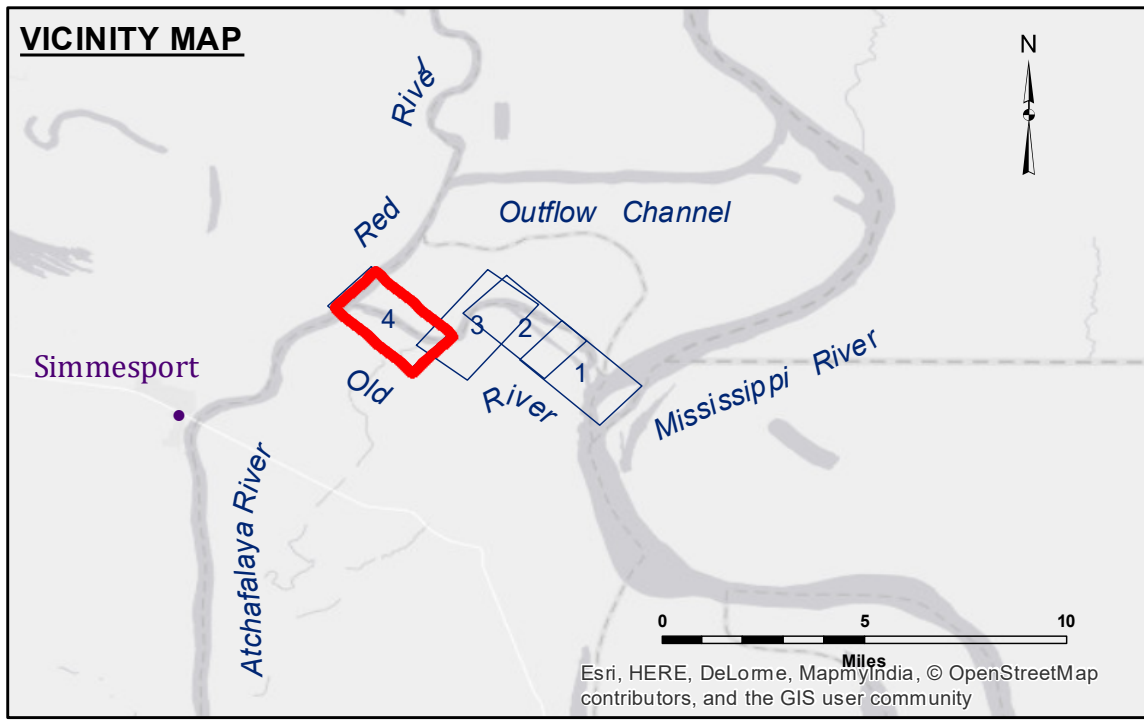 VICINITY MAP
N
Red River
Outflow Channel
4
3
2
1
Simmesport
Old River
Mississippi River
Atchafalaya River
0 5 10
Miles
Esri, HERE, DeLorme, MapmyIndia, © OpenStreetMap
contributors, and the GIS user community